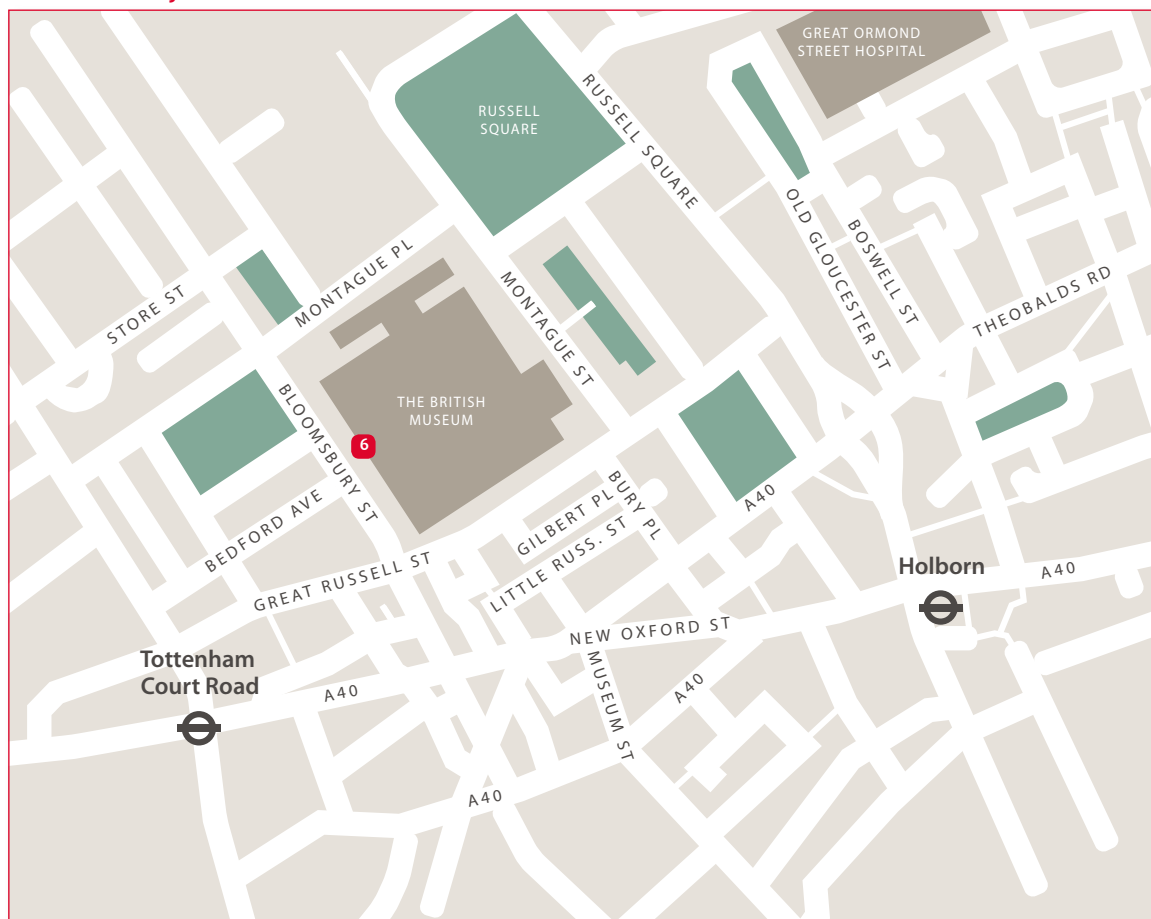 GREAT ORMOND
STREET HOSPITAL
RUSSELL
SQUARE
RUSSELL SQUARE
OLD GLOUCESTER ST
BOSWELL ST
THEOBALDS RD
MONTAGUE PL
STORE ST
MONTAGUE ST
THE BRITISH
MUSEUM
6
BLOOMSBURY ST
BEDFORD AVE
GREAT RUSSELL ST
GILBERT PL
BURY PL
LITTLE RUSS. ST
A40
Holborn
A40
NEW OXFORD ST
MUSEUM ST
A40
Tottenham
Court Road
A40
A40